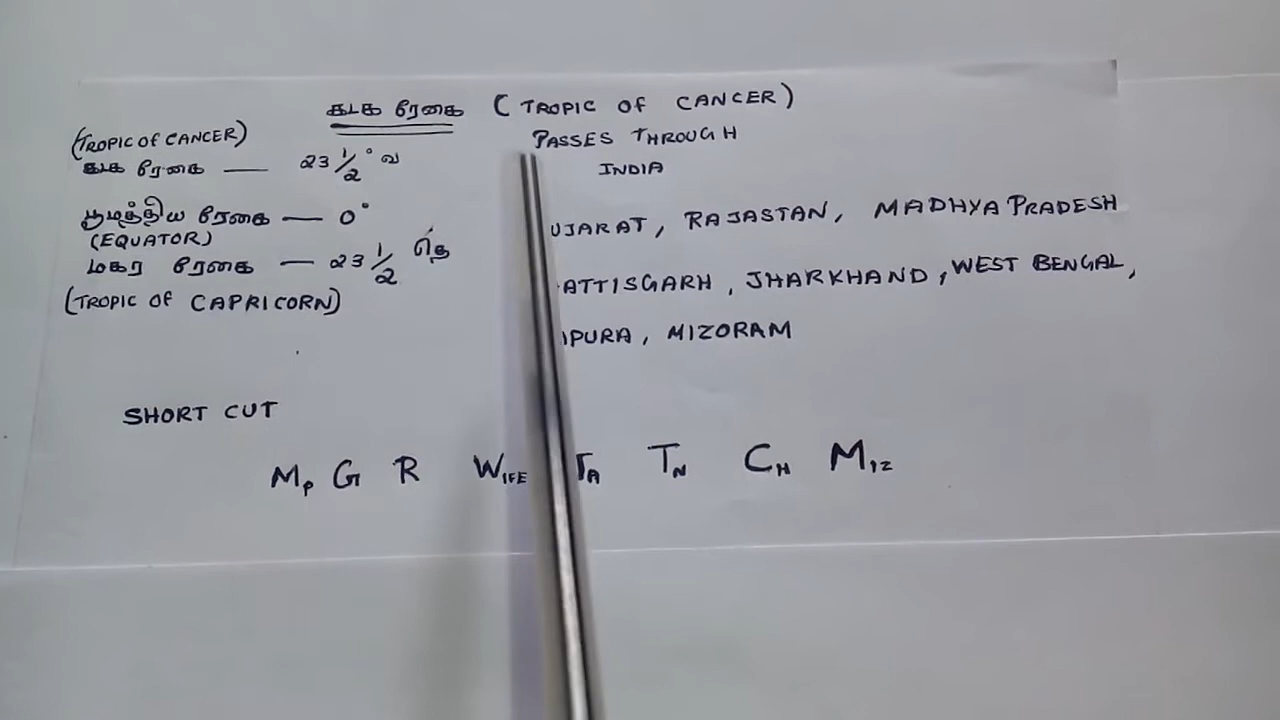 கடக ரேகை (TROPIC OF CANCER)
PASSES THROUGH
INDIA
(TROPIC OF CANCER)
கடக ரேகை — 23 1/2° வ
பூமத்திய ரேகை — 0°
(EQUATOR)
மகர ரேகை — 23 1/2 தெ
(TROPIC OF CAPRICORN)
UJARAT, RAJASTAN, MADHYA PRADESH
ATTISGARH, JHARKHAND, WEST BENGAL,
IPURA, MIZORAM
SHORT CUT
MP G R WIFE TN CH MIZ